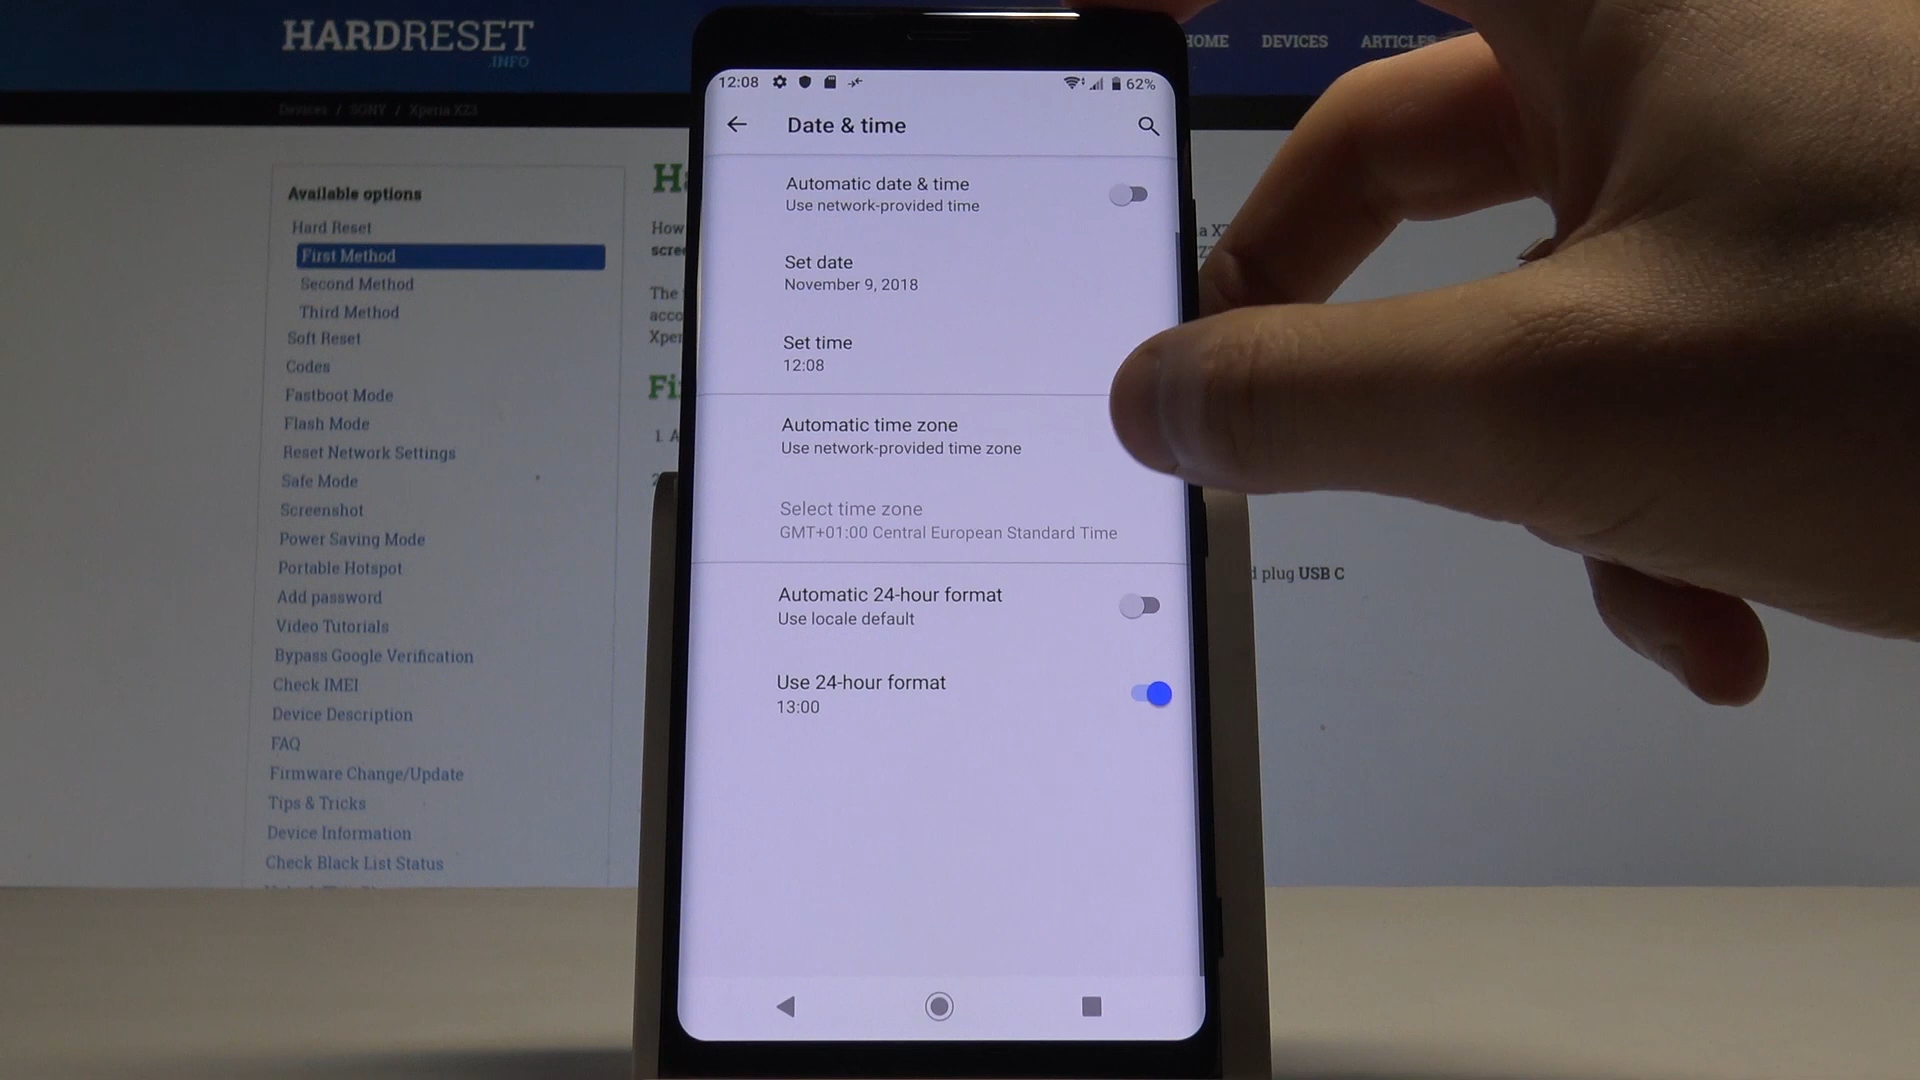 HARDRESET
.INFO
HOME DEVICES ARTICLES
Devices / SONY / Xperia XZ3
Available options
Hard Reset
First Method
Second Method
Third Method
Soft Reset
Codes
Fastboot Mode
Flash Mode
Reset Network Settings
Safe Mode
Screenshot
Power Saving Mode
Portable Hotspot
Add password
Video Tutorials
Bypass Google Verification
Check IMEI
Device Description
FAQ
Firmware Change/Update
Tips & Tricks
Device Information
Check Black List Status
How
The
1. A
plug USB C
12:08 62%
Date & time
Automatic date & time
Use network-provided time
Set date
November 9, 2018
Set time
12:08
Automatic time zone
Use network-provided time zone
Select time zone
GMT+01:00 Central European Standard Time
Automatic 24-hour format
Use locale default
Use 24-hour format
13:00